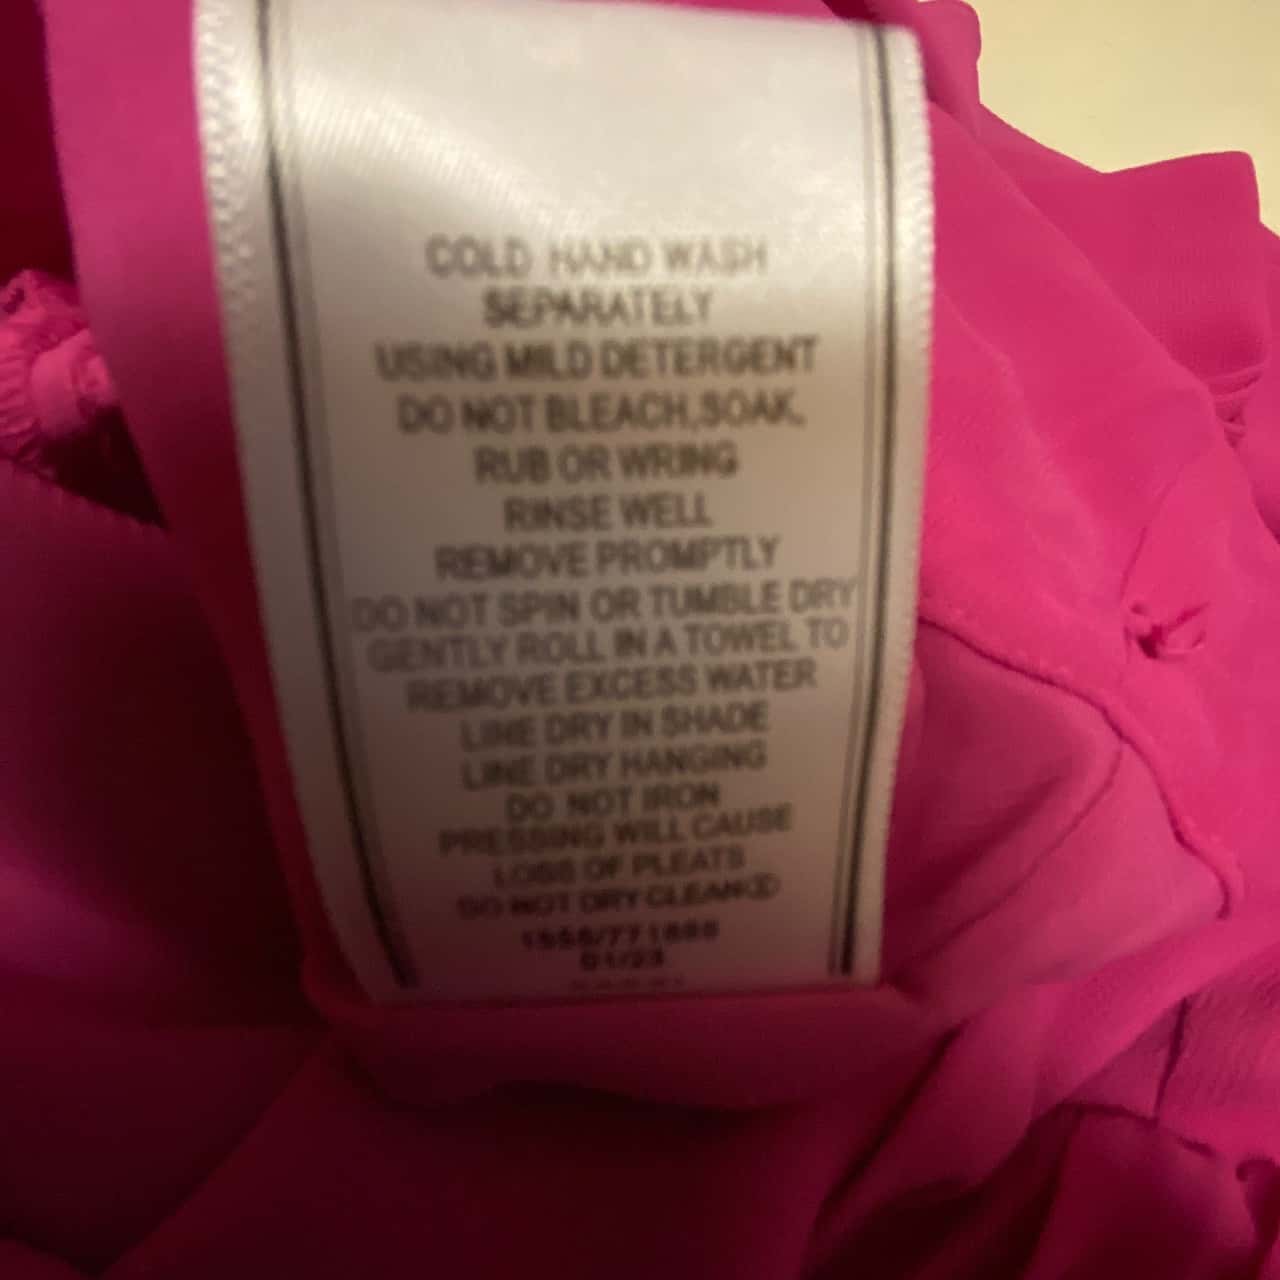 COLD HAND WASH
SEPARATELY
USING MILD DETERGENT
DO NOT BLEACH,SOAK,
RUB OR WRING
RINSE WELL
REMOVE PROMPTLY
DO NOT SPIN OR TUMBLE DRY
GENTLY ROLL IN A TOWEL TO
REMOVE EXCESS WATER
LINE DRY IN SHADE
LINE DRY HANGING
DO NOT IRON
PRESSING WILL CAUSE
LOSS OF PLEATS
DO NOT DRY CLEAN
01/23